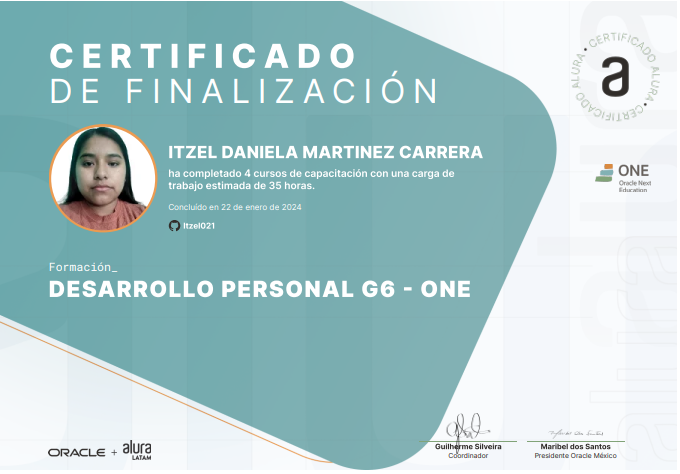 CERTIFICADO
DE FINALIZACIÓN
CERTIFICADO ALURA • CERTIFICADO ALURA •
a
ITZEL DANIELA MARTINEZ CARRERA
ha completado 4 cursos de capacitación con una carga de
trabajo estimada de 35 horas.
Concluído en 22 de enero de 2024
Itzel021
ONE
Oracle Next
Education
Formación_
DESARROLLO PERSONAL G6 - ONE
ORACLE + alura
LATAM
Guilherme Silveira
Coordinador
Maribel dos Santos
Presidente Oracle México